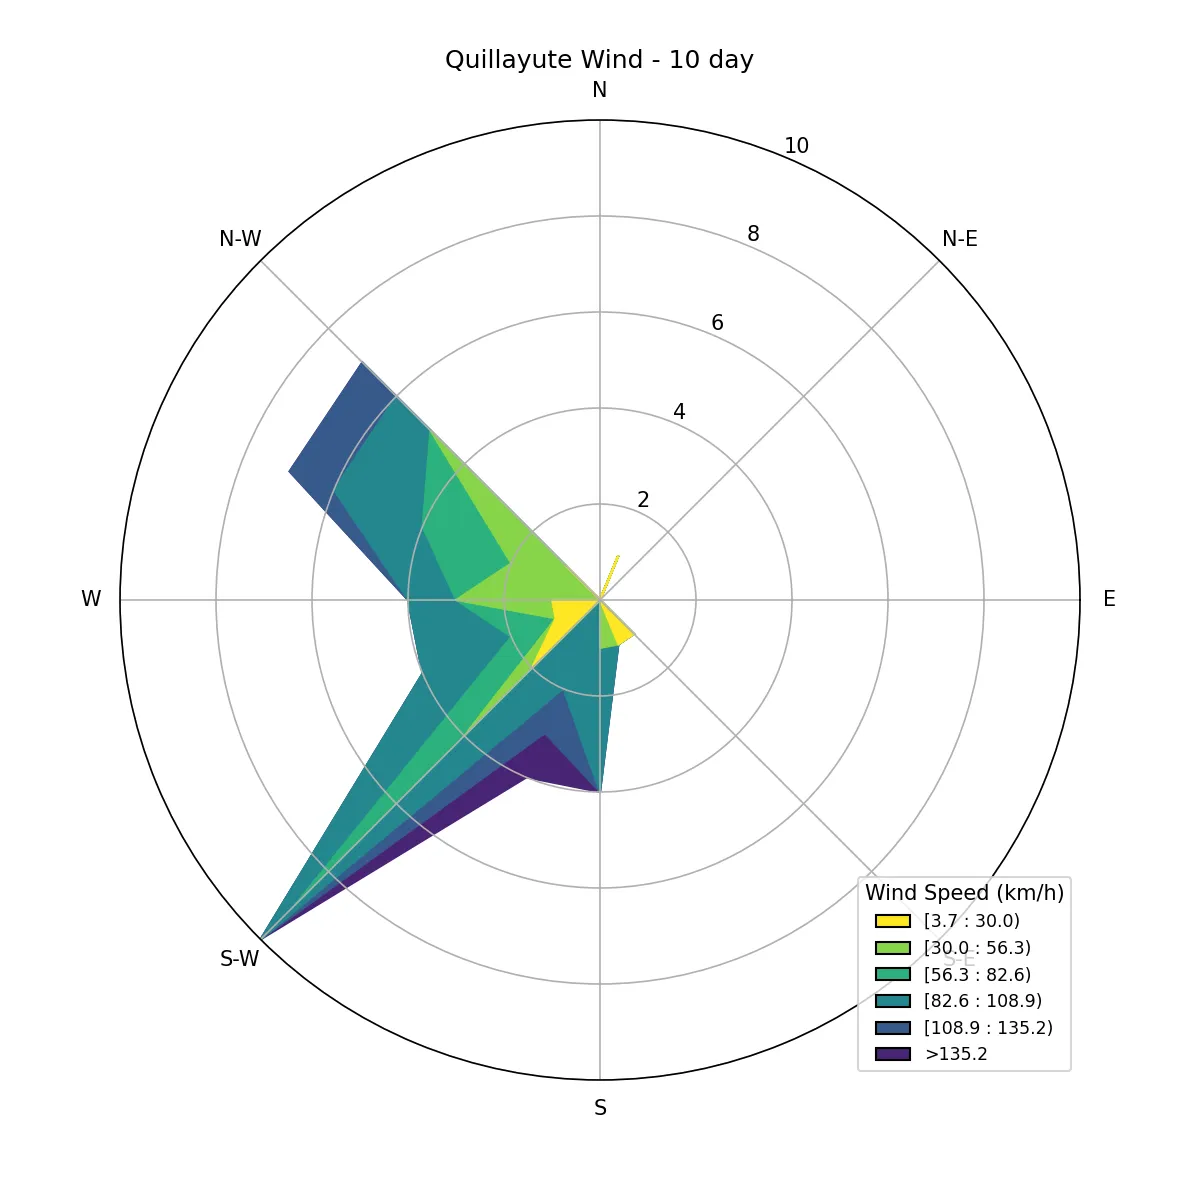 Quillayute Wind - 10 day
N
10
N-W
8
N-E
6
4
2
W
E
S-W
S-E
S
Wind Speed (km/h)
[3.7 : 30.0)
[30.0 : 56.3)
[56.3 : 82.6)
[82.6 : 108.9)
[108.9 : 135.2)
>135.2